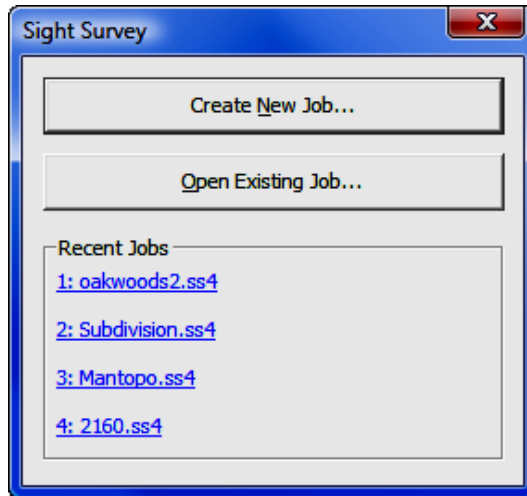 Sight Survey
Create New Job...
Open Existing Job...
Recent Jobs
1: oakwoods2.ss4
2: Subdivision.ss4
3: Mantopo.ss4
4: 2160.ss4